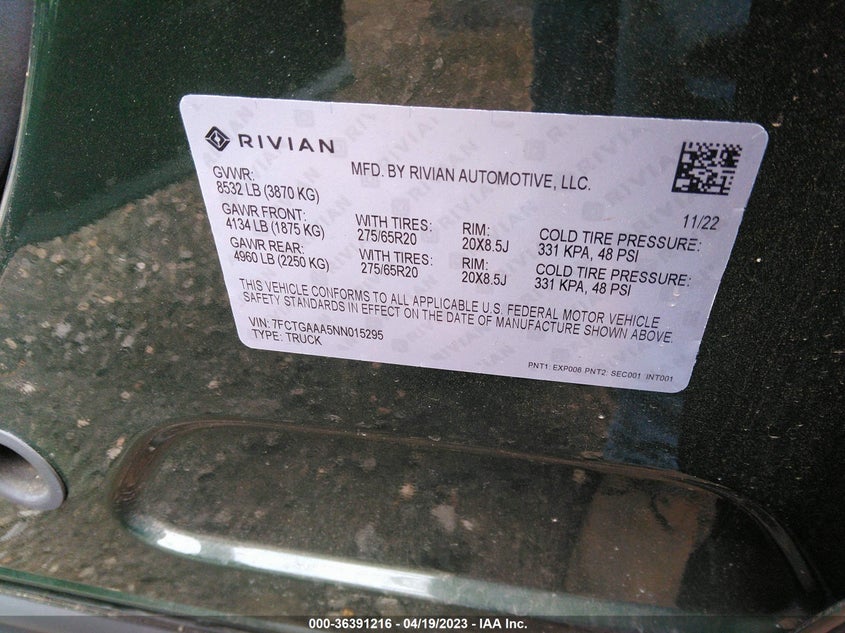 RIVIAN
MFD. BY RIVIAN AUTOMOTIVE, LLC.
11/22
GVWR:
8532 LB (3870 KG)
GAWR FRONT:
4134 LB (1875 KG)
WITH TIRES:
275/65R20
RIM:
20X8.5J
COLD TIRE PRESSURE:
331 KPA, 48 PSI
GAWR REAR:
4960 LB (2250 KG)
WITH TIRES:
275/65R20
RIM:
20X8.5J
COLD TIRE PRESSURE:
331 KPA, 48 PSI
THIS VEHICLE CONFORMS TO ALL APPLICABLE U.S. FEDERAL MOTOR VEHICLE
SAFETY STANDARDS IN EFFECT ON THE DATE OF MANUFACTURE SHOWN ABOVE.
VIN: 7FCTGAAA5NN015295
TYPE: TRUCK
PNT1: EXP006 PNT2: SEC001 INT001
000-36391216 - 04/19/2023 - IAA Inc.